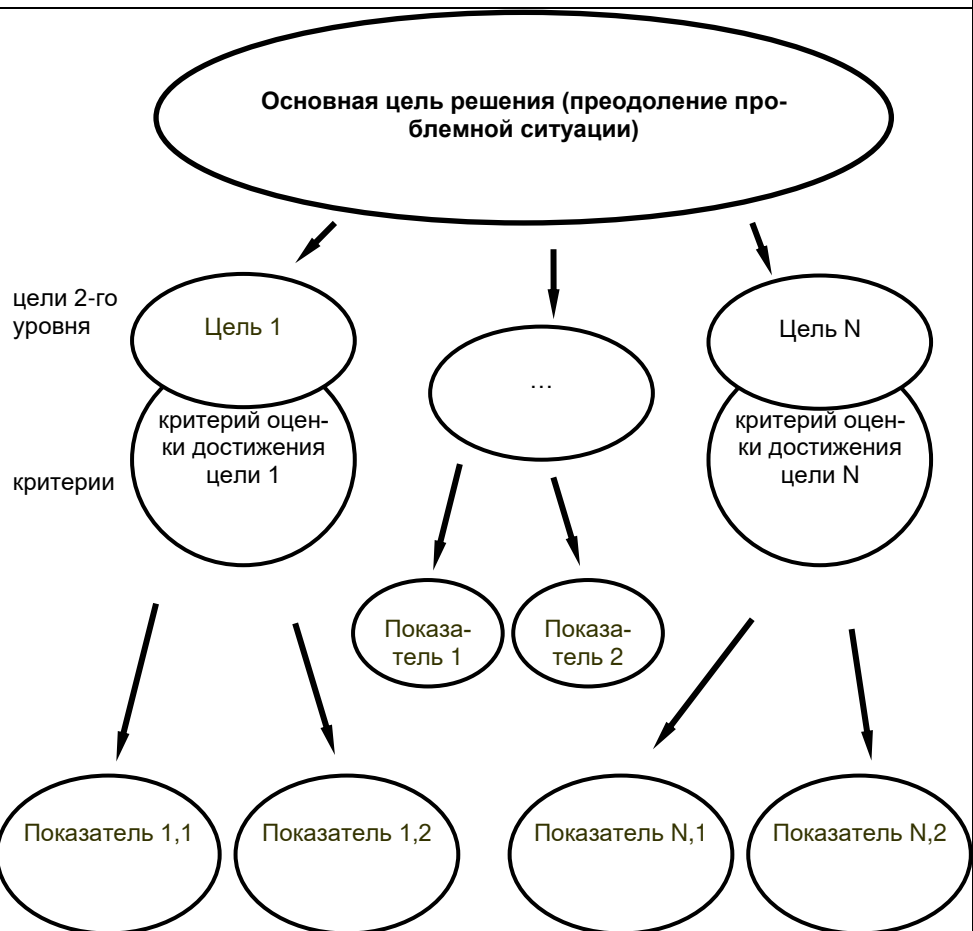 Основная цель решения (преодоление про-
блемной ситуации)
цели 2-го
уровня
Цель 1
...
Цель N
критерии
критерий оцен-
ки достижения
цели 1
критерий оцен-
ки достижения
цели N
Показа-
тель 1
Показа-
тель 2
Показатель 1,1
Показатель 1,2
Показатель N,1
Показатель N,2